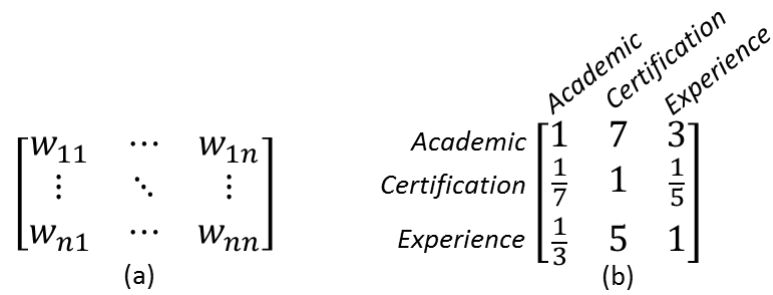 Academic Certification Experience
w₁₁ ⋯ w₁ₙ
⋮ ⋱ ⋮
wₙ₁ ⋯ wₙₙ
(a)
Academic 1 7 3
Certification 1/7 1 1/5
Experience 1/3 5 1
(b)